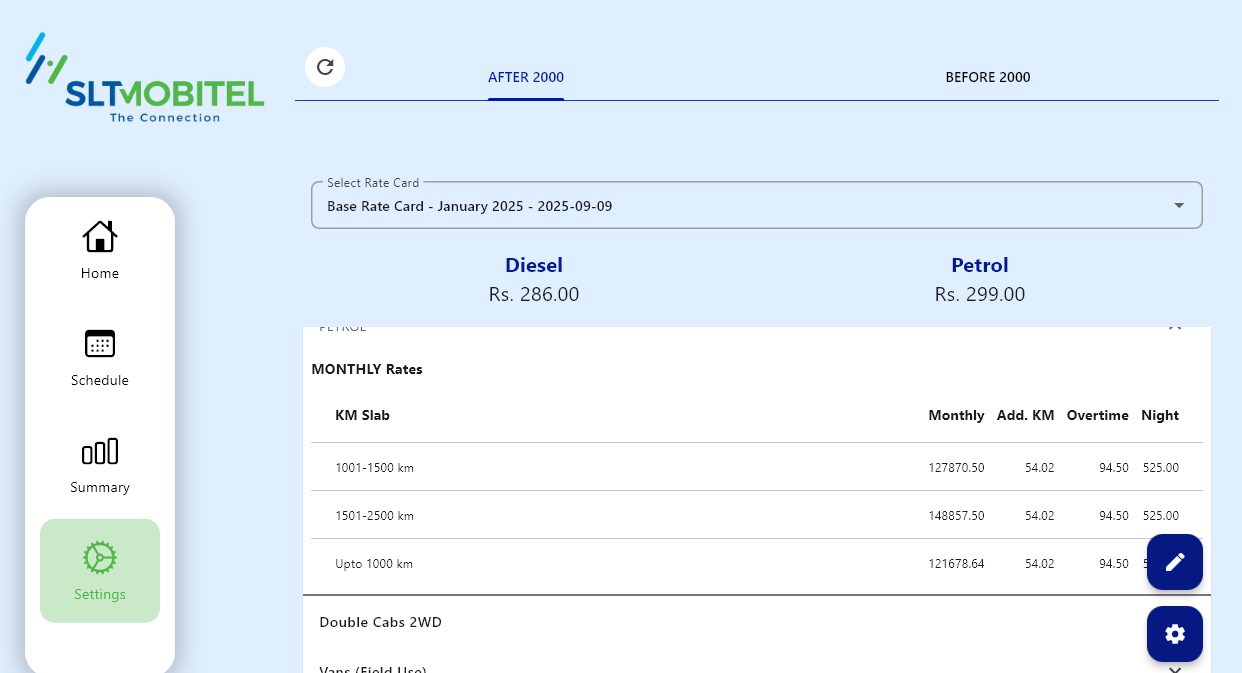 SLTMOBITEL
The Connection
AFTER 2000
BEFORE 2000
Select Rate Card
Base Rate Card - January 2025 - 2025-09-09
Diesel
Petrol
Rs. 286.00
Rs. 299.00
Home
Schedule
Summary
Settings
PETROL
MONTHLY Rates
KM Slab Monthly Add. KM Overtime Night
1001-1500 km 127870.50 54.02 94.50 525.00
1501-2500 km 148857.50 54.02 94.50 525.00
Upto 1000 km 121678.64 54.02 94.50
Double Cabs 2WD
Vans (Field Use)